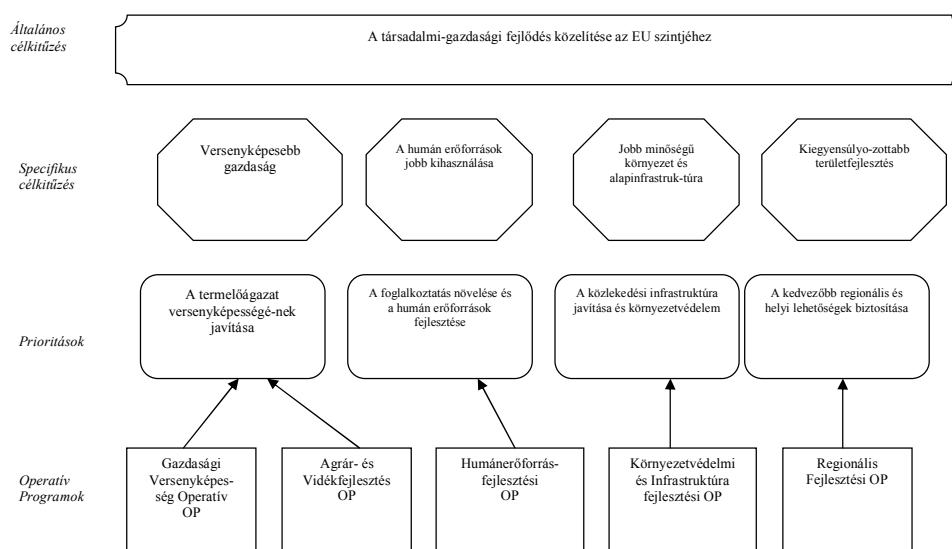 Általános
célkitűzés
A társadalmi-gazdasági fejlődés közelítése az EU szintjéhez
Specifikus
célkitűzés
Versenyképesebb
gazdaság
A humán erőforrások
jobb kihasználása
Jobb minőségű
környezet és
alapinfrastruk-túra
Kiegyensúlyo-zottabb
területfejlesztés
Prioritások
A termelőágazat
versenyképességé-nek
javítása
A foglalkoztatás növelése és
a humán erőforrások
fejlesztése
A közlekedési infrastruktúra
javítása és környezetvédelem
A kedvezőbb regionális és
helyi lehetőségek biztosítása
Operatív
Programok
Gazdasági
Versenyképes-
ség Operatív
OP
Agrár- és
Vidékfejlesztés
OP
Humánerőforrás-
fejlesztési
OP
Környezetvédelmi
és Infrastruktúra
fejlesztési OP
Regionális
Fejlesztési OP